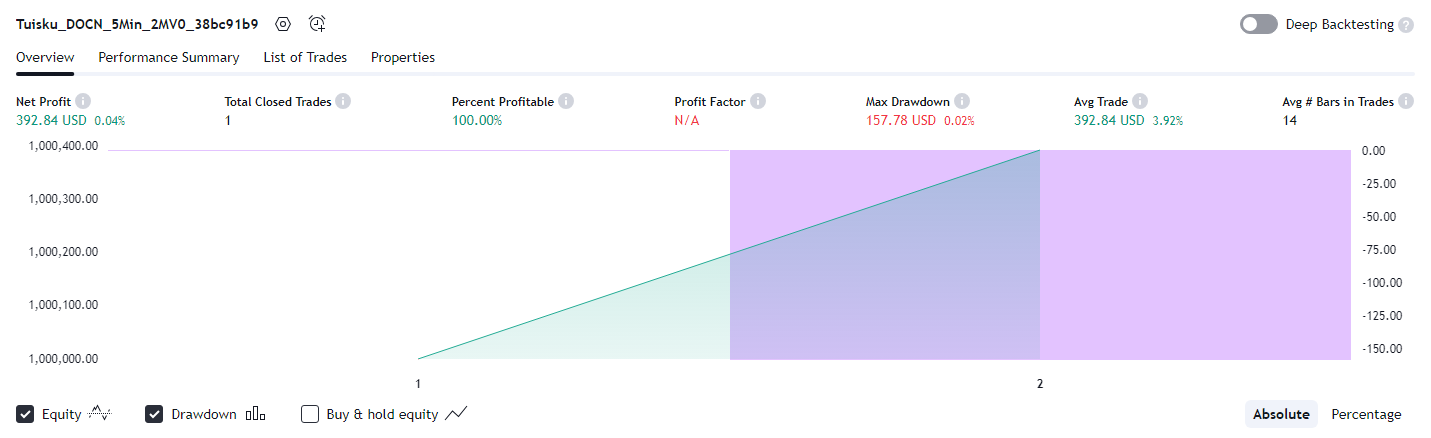 Tuisku_DOCN_5Min_2MV0_38bc91b9 Deep Backtesting ?
Overview Performance Summary List of Trades Properties
Net Profit Total Closed Trades Percent Profitable Profit Factor Max Drawdown Avg Trade Avg # Bars in Trades
392.84 USD 0.04% 1 100.00% N/A 157.78 USD 0.02% 392.84 USD 3.92% 14
1,000,400.00 0.00
-25.00
1,000,300.00
-50.00
1,000,200.00 -75.00
-100.00
1,000,100.00
-125.00
1,000,000.00 -150.00
1 2
Equity Drawdown Buy & hold equity Absolute Percentage